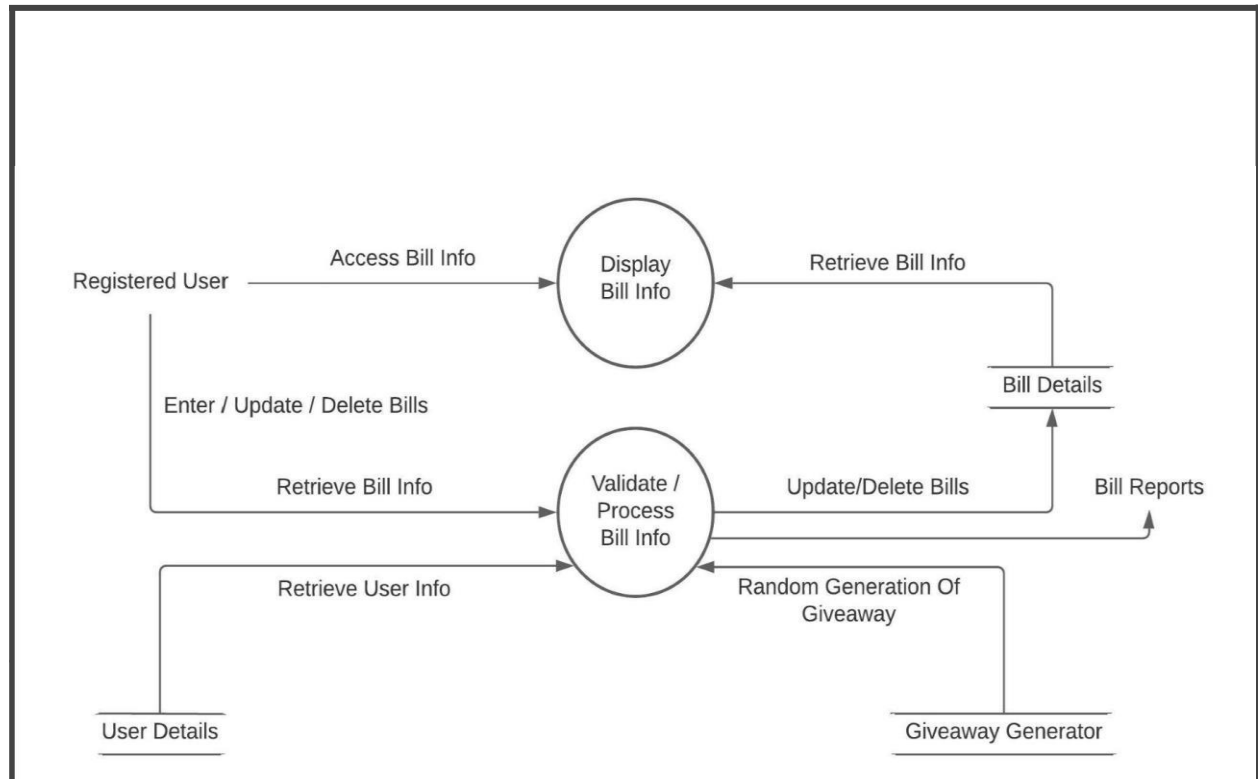 Access Bill Info
Display
Bill Info
Retrieve Bill Info
Registered User
Bill Details
Enter / Update / Delete Bills
Retrieve Bill Info
Validate /
Process
Bill Info
Update/Delete Bills
Bill Reports
Retrieve User Info
Random Generation Of
Giveaway
User Details
Giveaway Generator